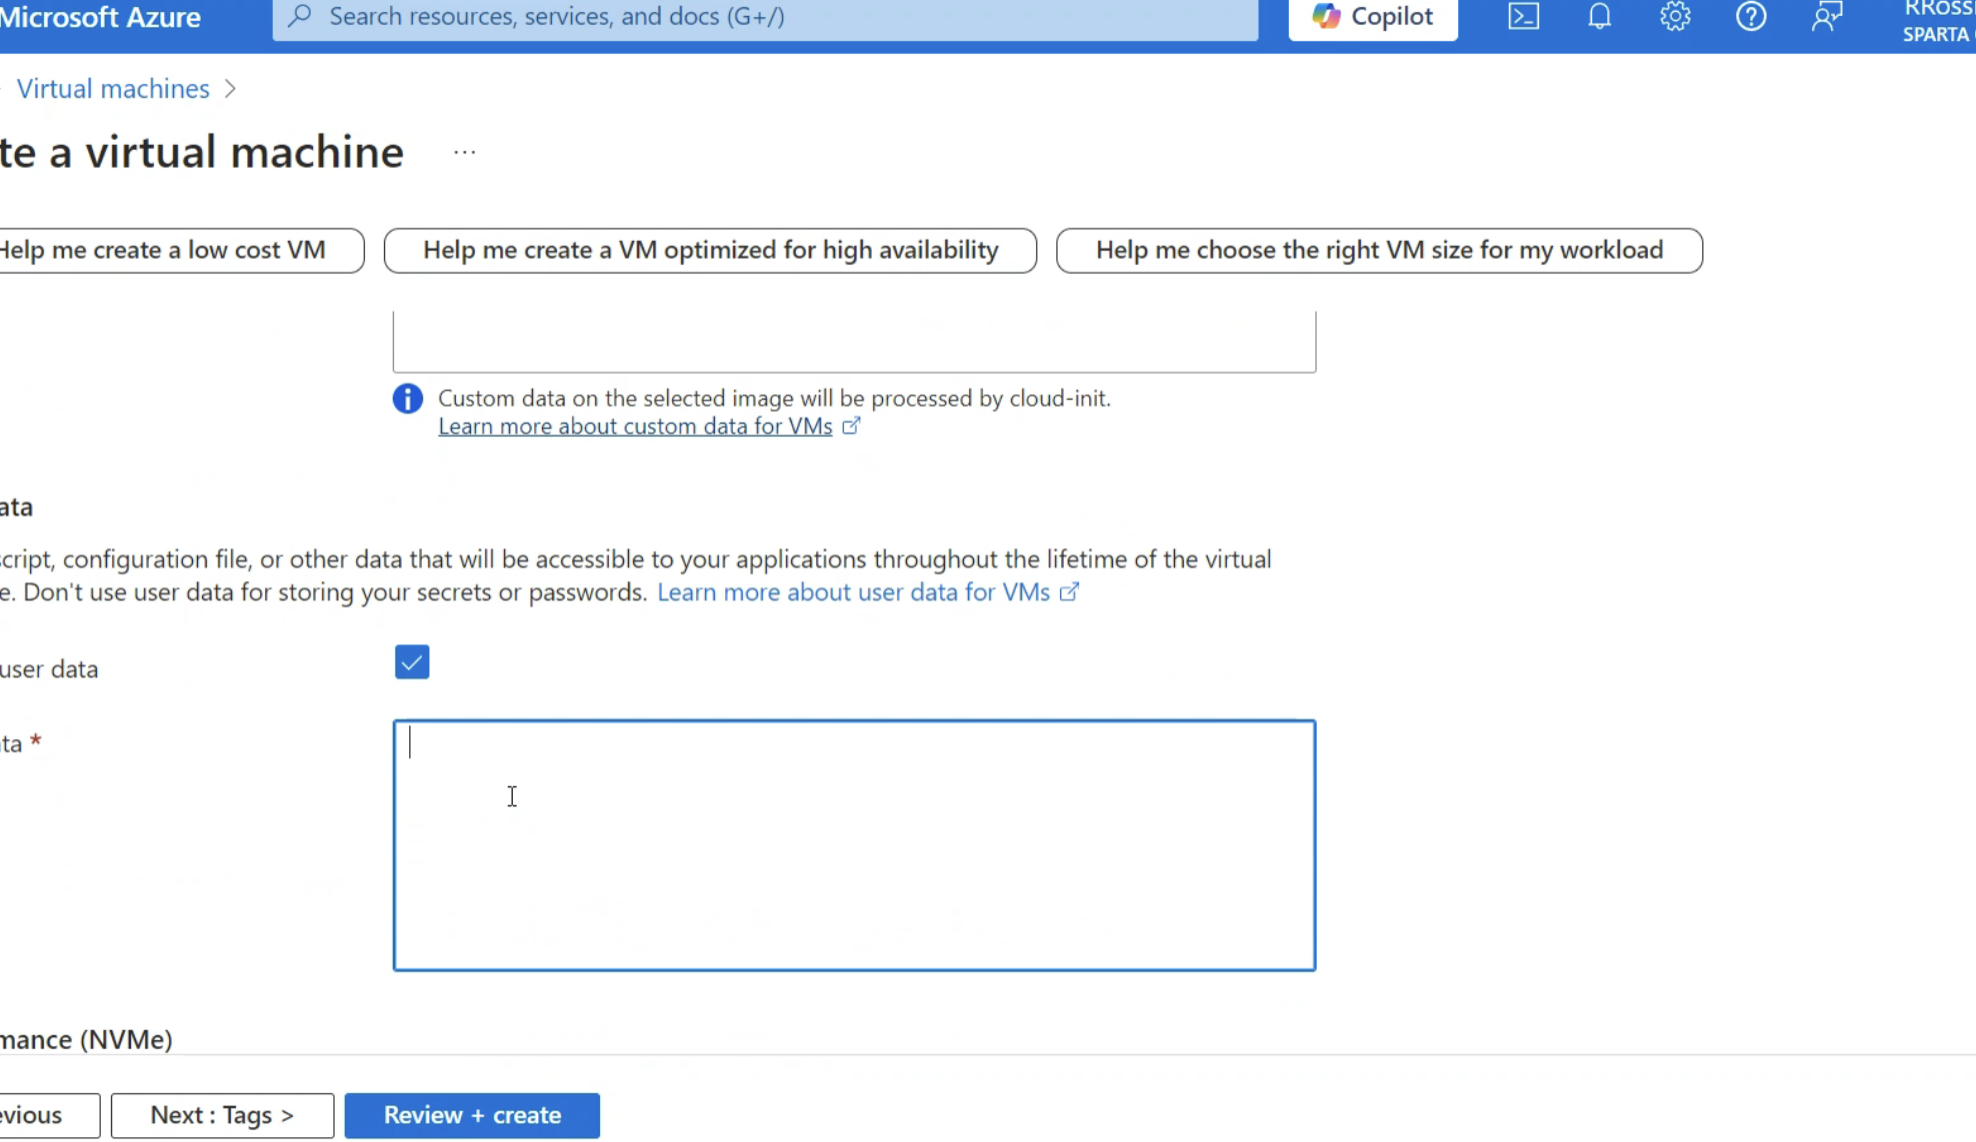 Microsoft Azure
Search resources, services, and docs (G+/)
Copilot
RROSSI
SPARTA
Virtual machines >
te a virtual machine ...
Help me create a low cost VM
Help me create a VM optimized for high availability
Help me choose the right VM size for my workload
Custom data on the selected image will be processed by cloud-init.
Learn more about custom data for VMs
ata
script, configuration file, or other data that will be accessible to your applications throughout the lifetime of the virtual
e. Don't use user data for storing your secrets or passwords. Learn more about user data for VMs
user data
ata *
mance (NVMe)
evious
Next : Tags >
Review + create